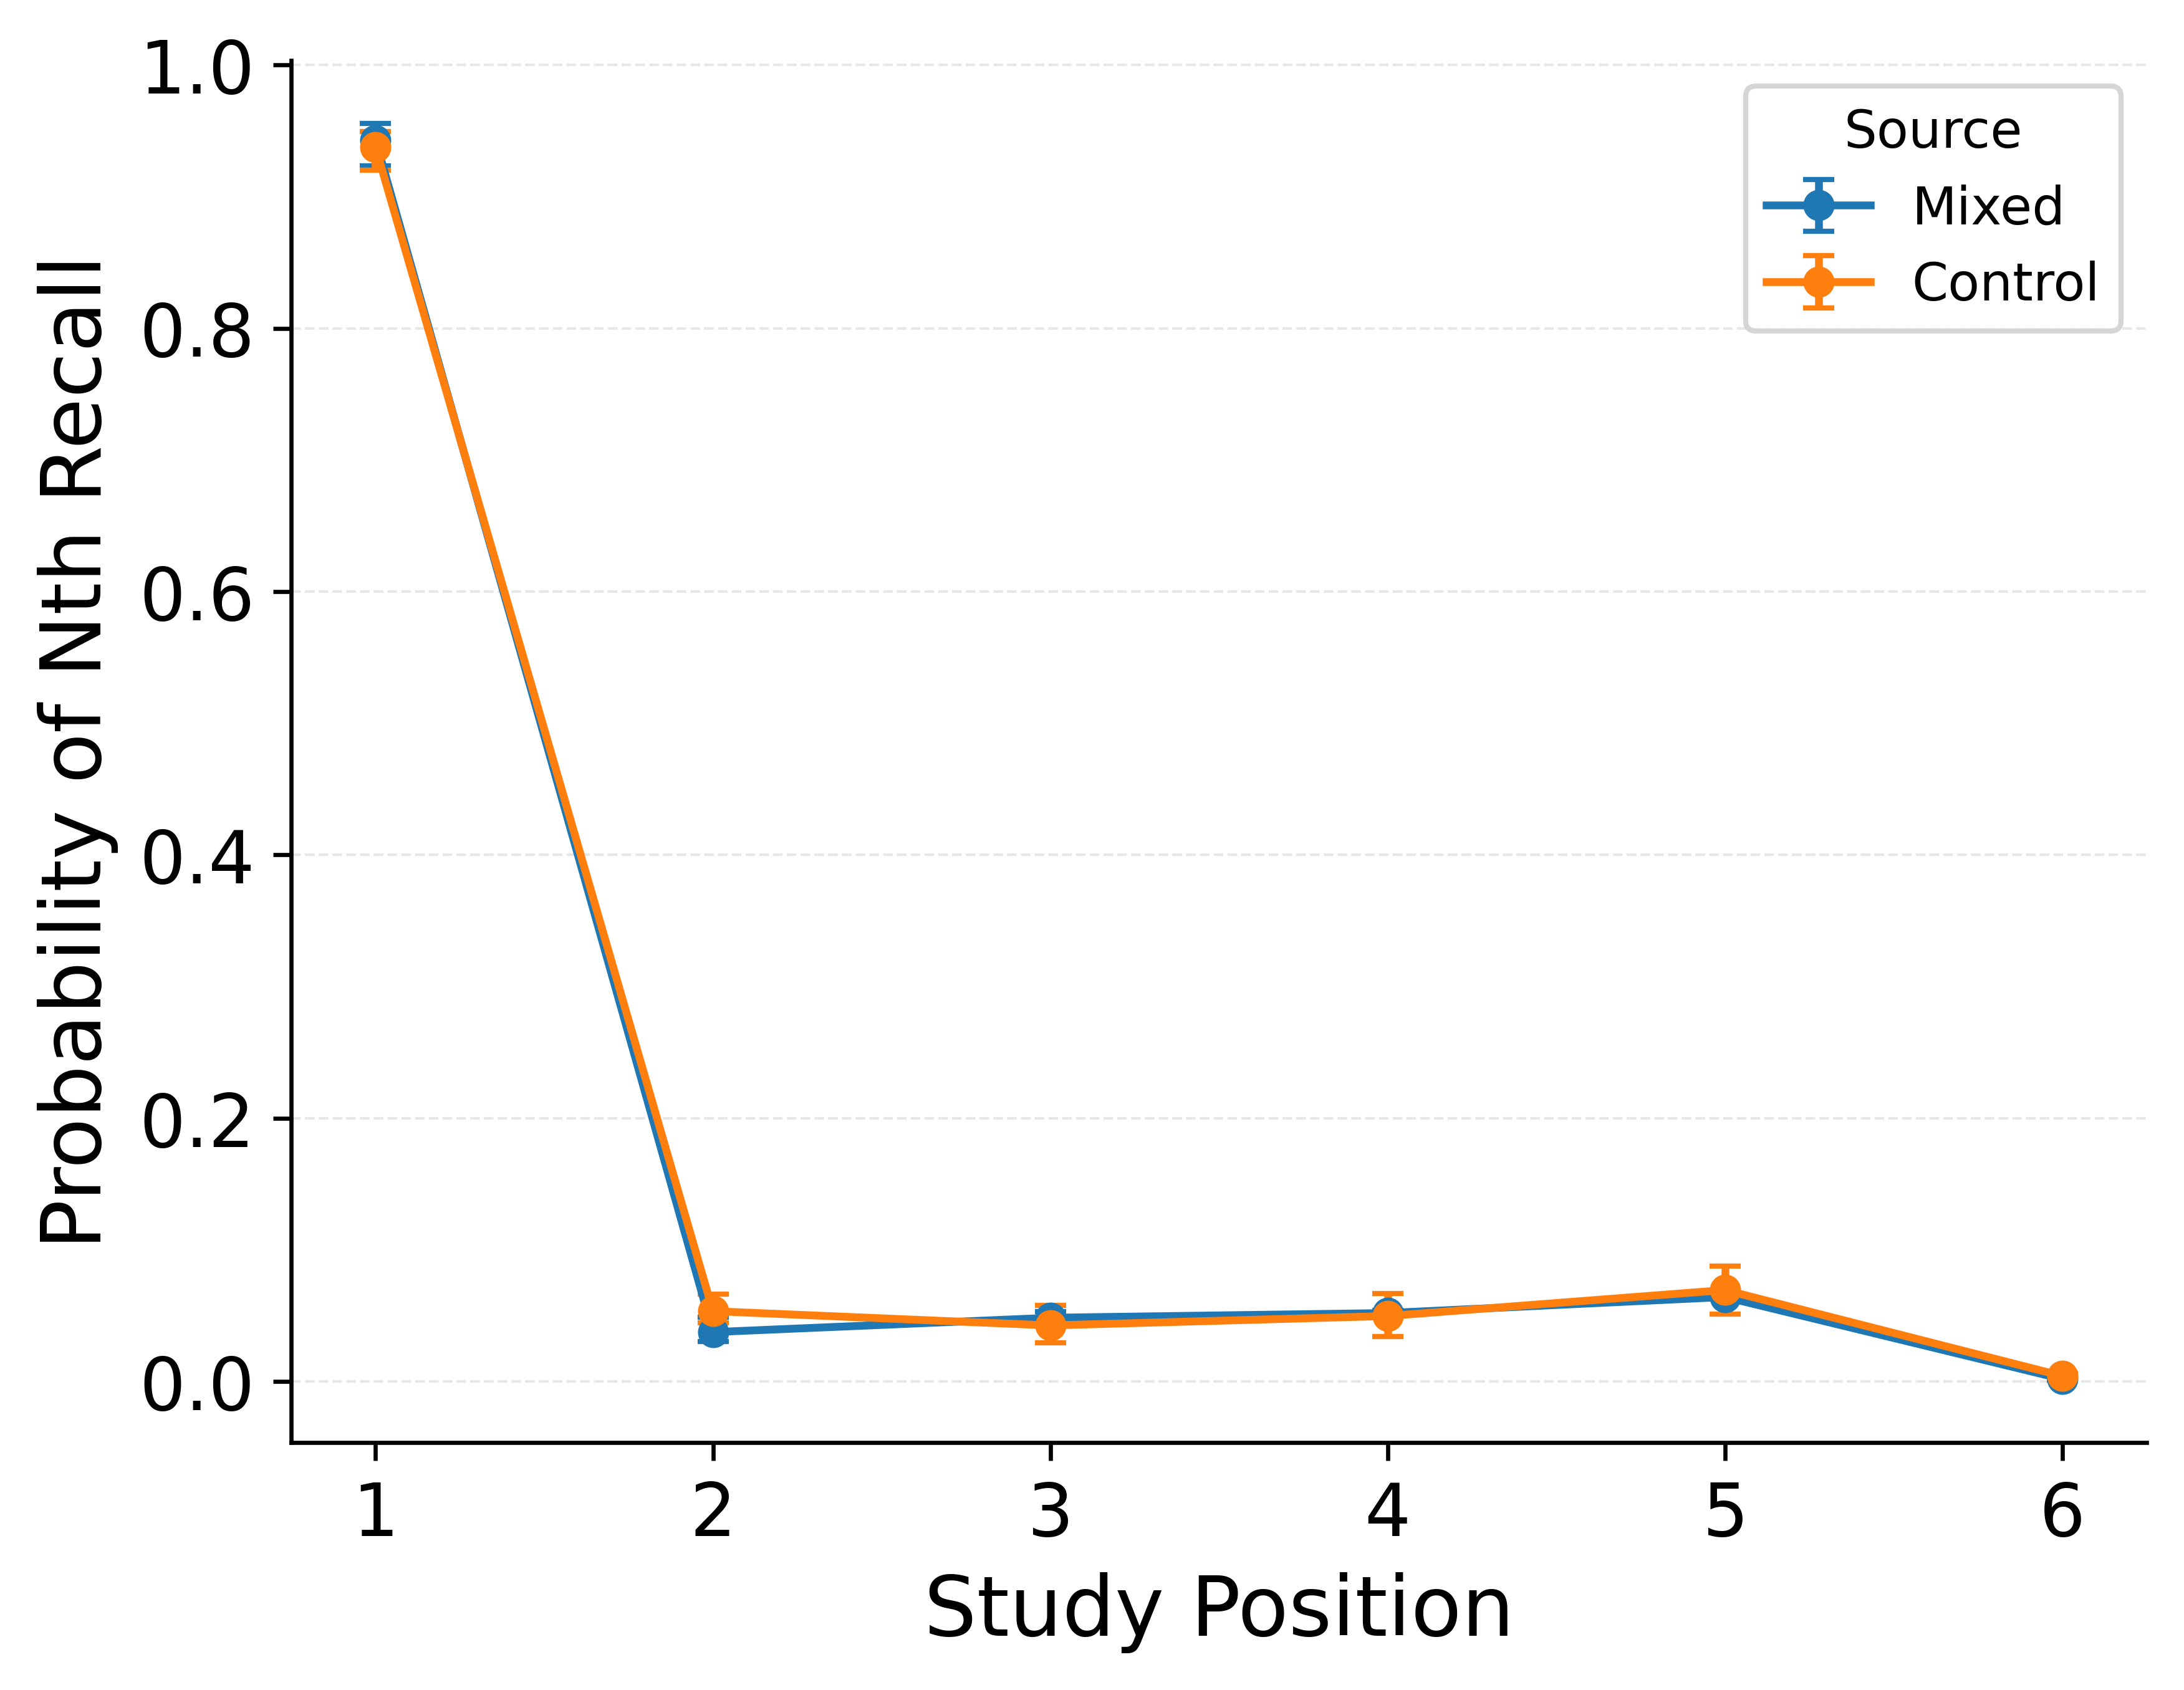 Probability of Nth Recall
1.0
0.8
0.6
0.4
0.2
0.0
Source
Mixed
Control
1 2 3 4 5 6
Study Position